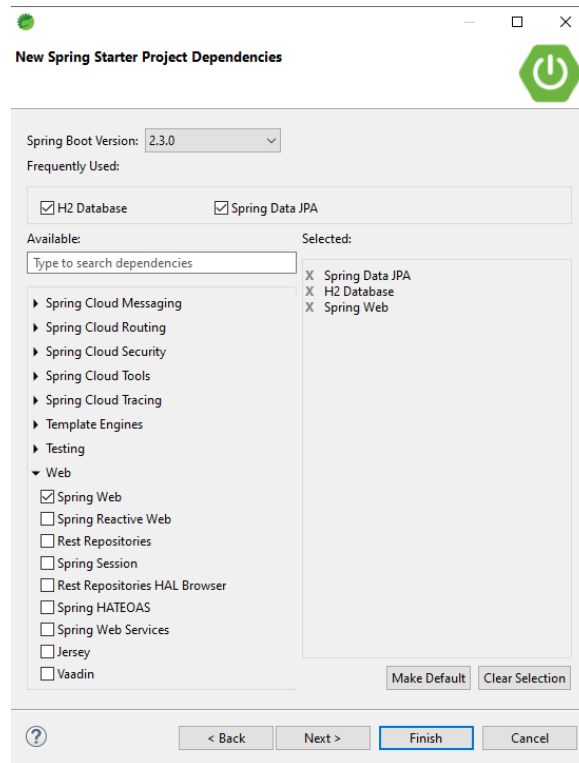 New Spring Starter Project Dependencies
Spring Boot Version: 2.3.0
Frequently Used:
H2 Database Spring Data JPA
Available:
Type to search dependencies
Spring Cloud Messaging
Spring Cloud Routing
Spring Cloud Security
Spring Cloud Tools
Spring Cloud Tracing
Template Engines
Testing
Web
Spring Web
Spring Reactive Web
Rest Repositories
Spring Session
Rest Repositories HAL Browser
Spring HATEOAS
Spring Web Services
Jersey
Vaadin
Selected:
X Spring Data JPA
X H2 Database
X Spring Web
Make Default Clear Selection
? < Back Next > Finish Cancel